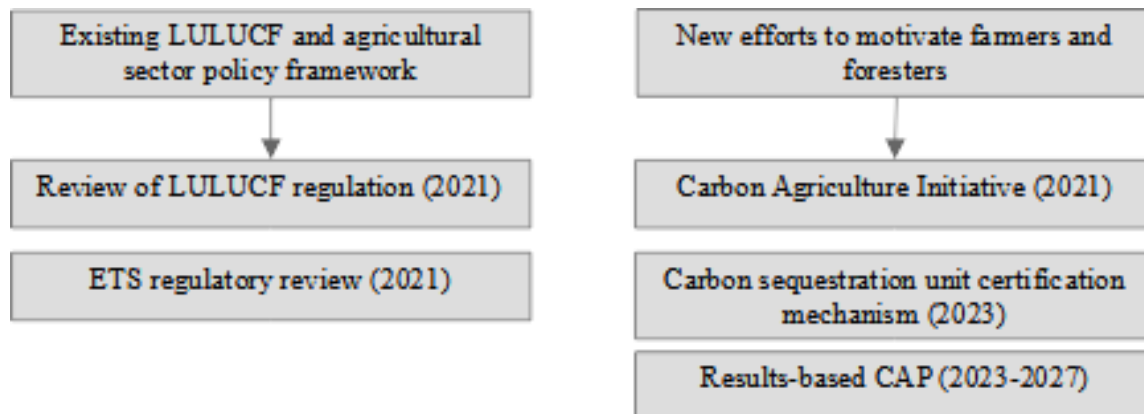 Existing LULUCF and agricultural
sector policy framework
Review of LULUCF regulation (2021)
ETS regulatory review (2021)
New efforts to motivate farmers and
foresters
Carbon Agriculture Initiative (2021)
Carbon sequestration unit certification
mechanism (2023)
Results-based CAP (2023-2027)